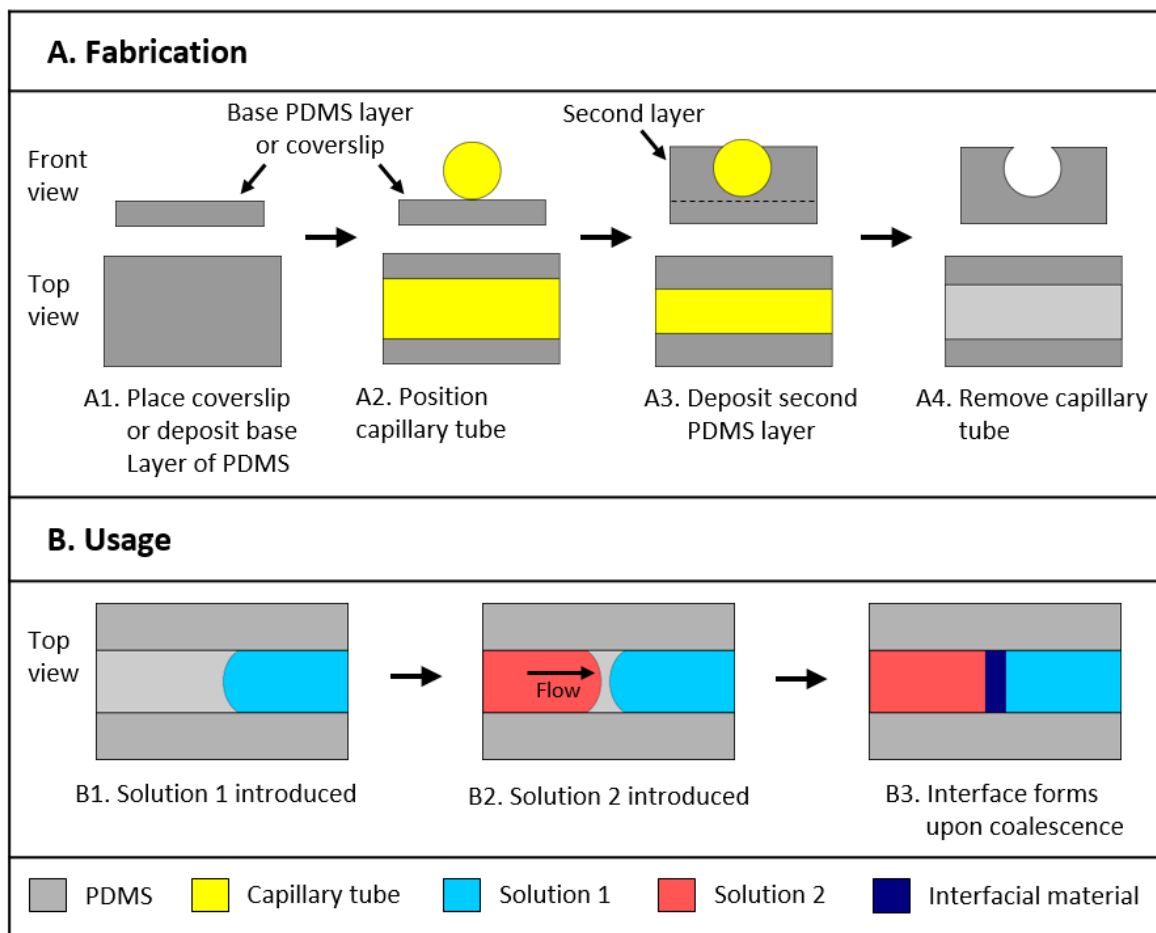 A. Fabrication
Base PDMS layer
or coverslip
Second layer
Front
view
Top
view
A1. Place coverslip
or deposit base
Layer of PDMS
A2. Position
capillary tube
A3. Deposit second
PDMS layer
A4. Remove capillary
tube
B. Usage
Top
view
Flow
B1. Solution 1 introduced
B2. Solution 2 introduced
B3. Interface forms
upon coalescence
PDMS
Capillary tube
Solution 1
Solution 2
Interfacial material